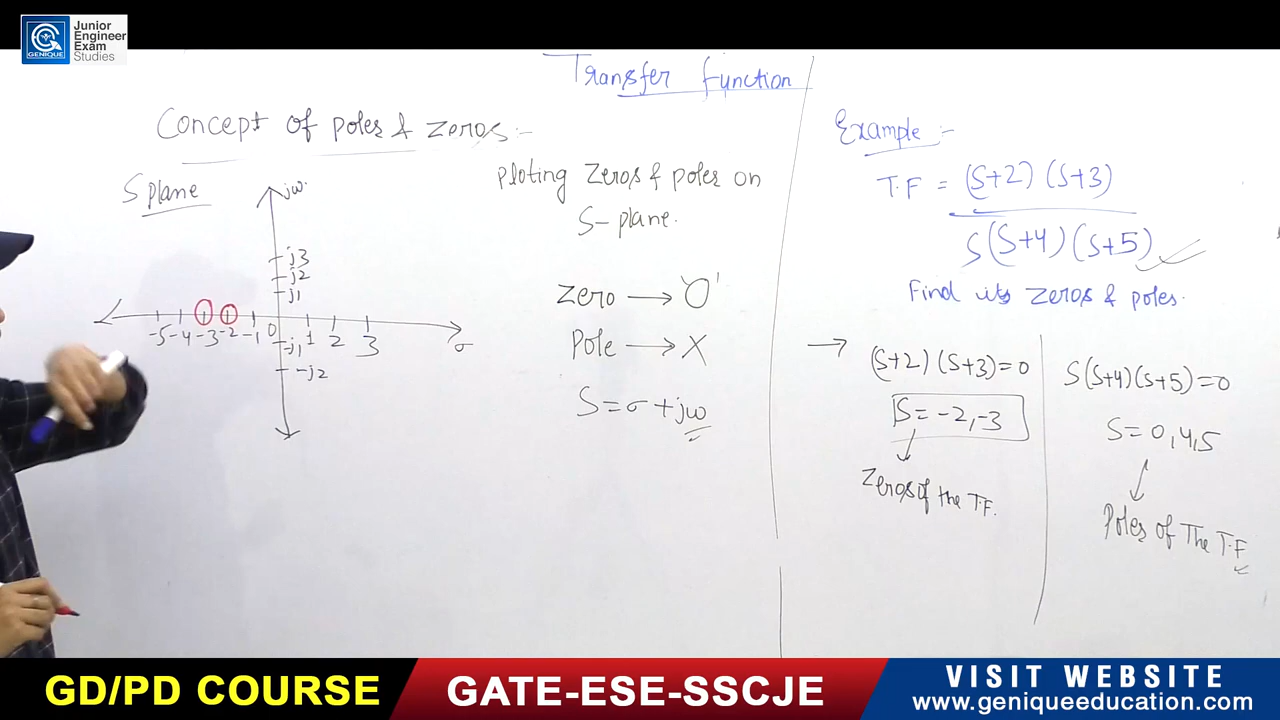 GENIQUE
Junior
Engineer
Exam
Studies
Transfer function
Concept of poles & zeros :-
S plane
jω
j3
j2
j1
-5 -4 -3 -2 -1 0 1 2 3
σ
-j1
-j2
Ploting Zeros & poles on
S-plane.
Zero → 'O'
Pole → X
S = σ + jω
Example :-
T.F = (S+2) (S+3)
S(S+4) (S+5)
Find its zeros & poles.
→ (S+2) (S+3) = 0
S = -2, -3
Zeros of the T.F.
S(S+4)(S+5) = 0
S = 0, 4, 5
Poles of The T.F
GD/PD COURSE
GATE-ESE-SSCJE
VISIT WEBSITE
www.geniqueeducation.com